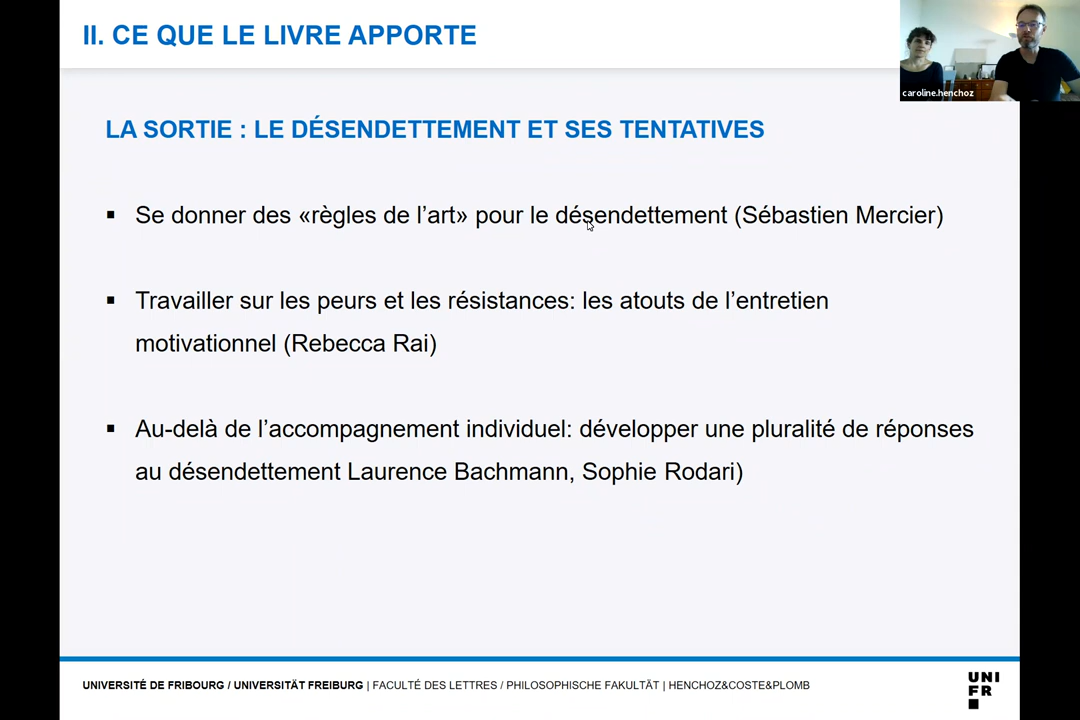 II. CE QUE LE LIVRE APPORTE
caroline.henchoz
LA SORTIE : LE DÉSENDETTEMENT ET SES TENTATIVES
▪ Se donner des «règles de l’art» pour le désendettement (Sébastien Mercier)
▪ Travailler sur les peurs et les résistances: les atouts de l’entretien
motivationnel (Rebecca Rai)
▪ Au-delà de l’accompagnement individuel: développer une pluralité de réponses
au désendettement Laurence Bachmann, Sophie Rodari)
UNIVERSITÉ DE FRIBOURG / UNIVERSITÄT FREIBURG | FACULTÉ DES LETTRES / PHILOSOPHISCHE FAKULTÄT | HENCHOZ&COSTE&PLOMB
UNI
FR